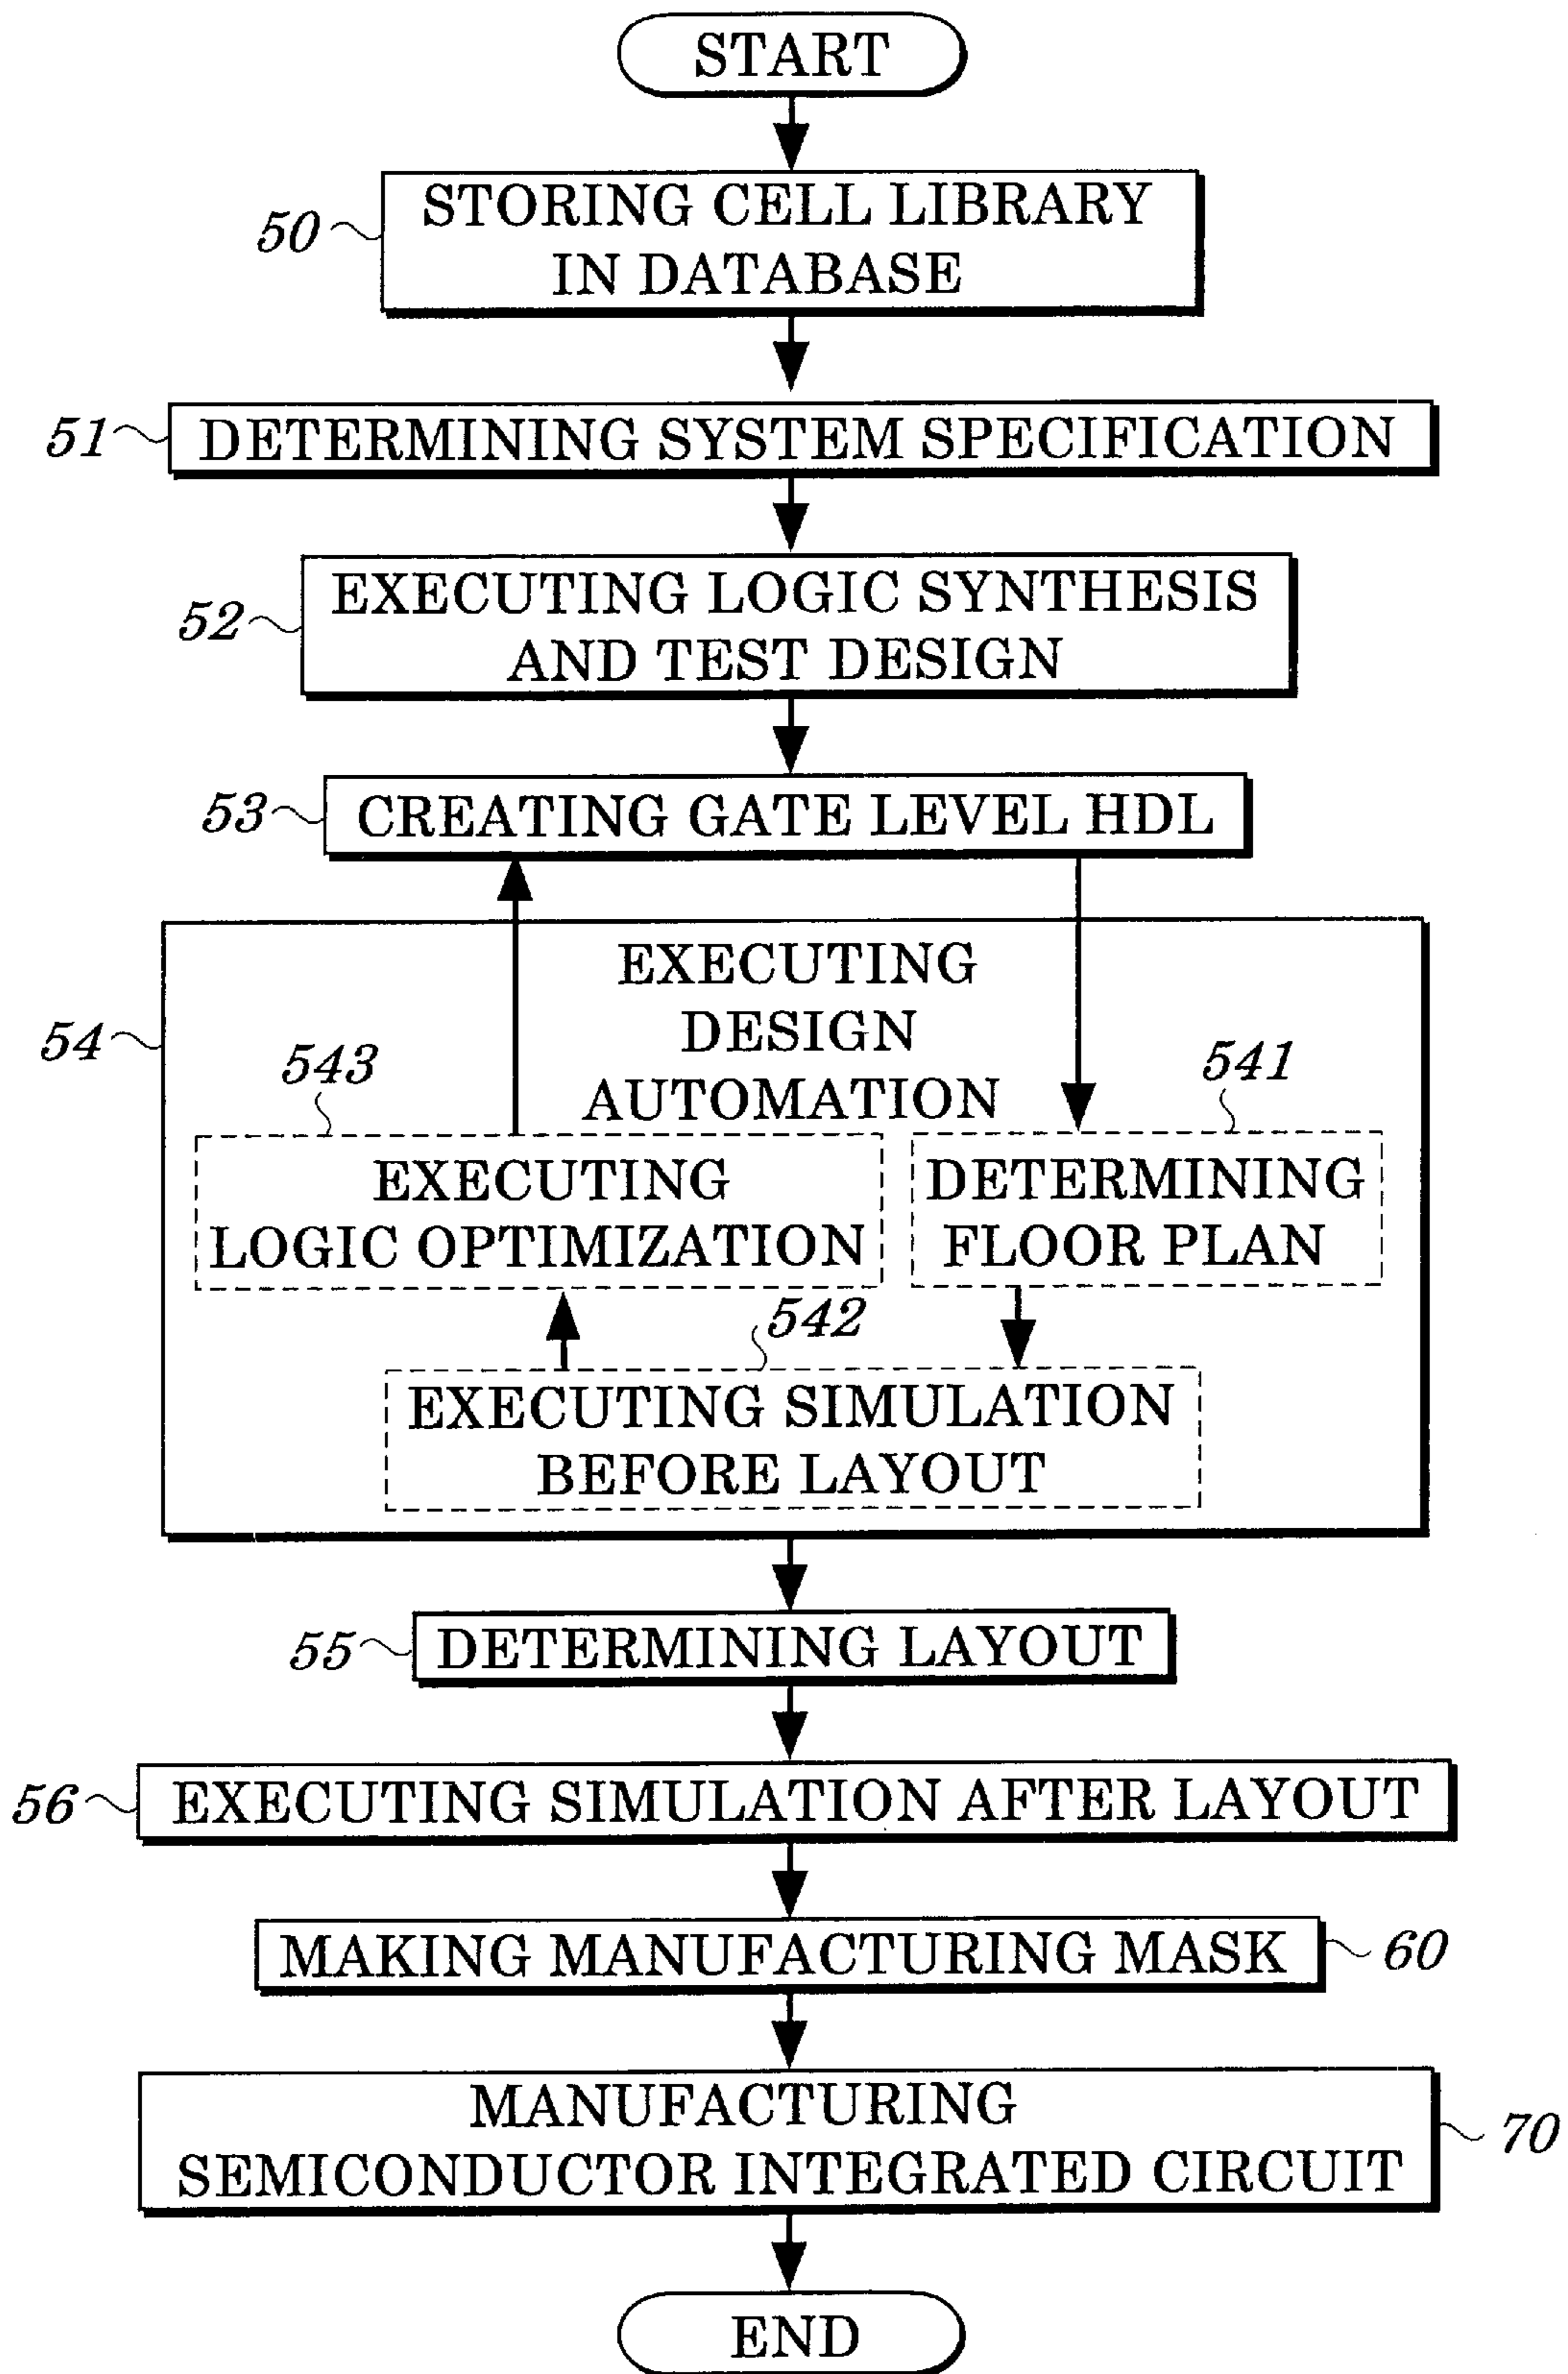 START
50
STORING CELL LIBRARY
IN DATABASE
51
DETERMINING SYSTEM SPECIFICATION
52
EXECUTING LOGIC SYNTHESIS
AND TEST DESIGN
53
CREATING GATE LEVEL HDL
54
EXECUTING
DESIGN
AUTOMATION
543
541
EXECUTING
LOGIC OPTIMIZATION
DETERMINING
FLOOR PLAN
542
EXECUTING SIMULATION
BEFORE LAYOUT
55
DETERMINING LAYOUT
56
EXECUTING SIMULATION AFTER LAYOUT
MAKING MANUFACTURING MASK
60
MANUFACTURING
SEMICONDUCTOR INTEGRATED CIRCUIT
70
END